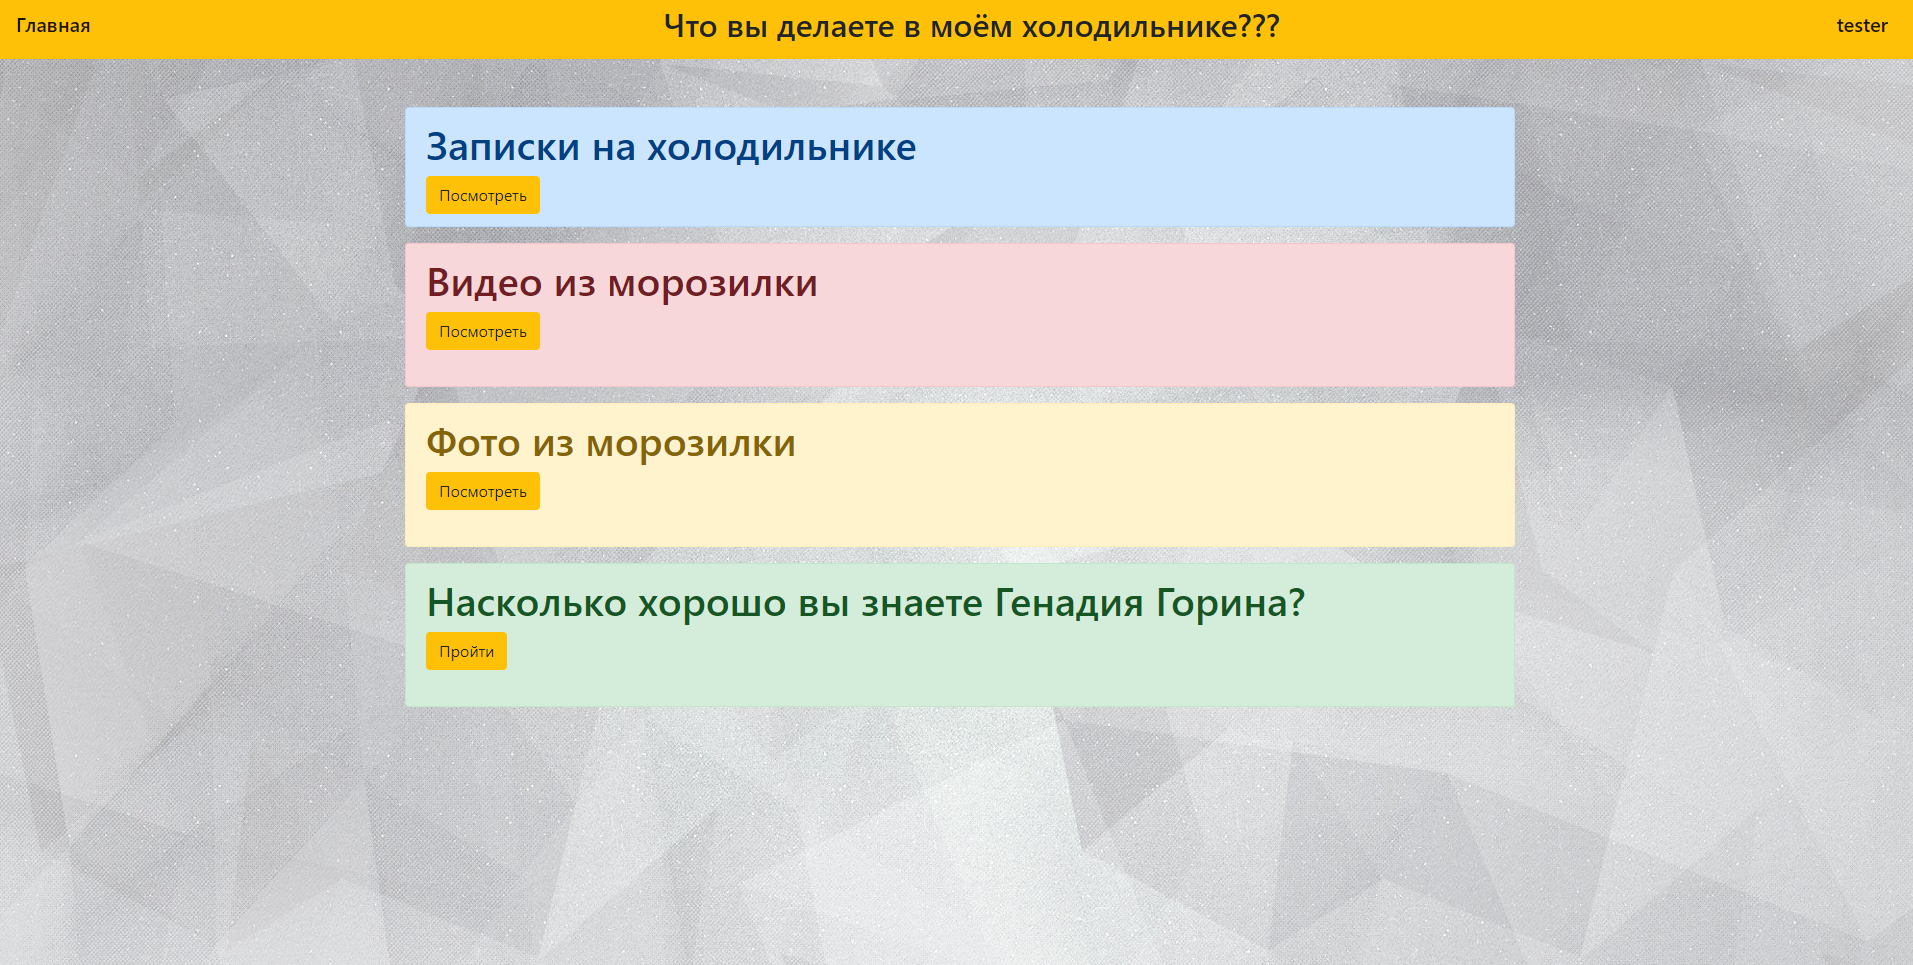 Главная
Что вы делаете в моём холодильнике???
tester
Записки на холодильнике
Посмотреть
Видео из морозилки
Посмотреть
Фото из морозилки
Посмотреть
Насколько хорошо вы знаете Генадия Горина?
Пройти